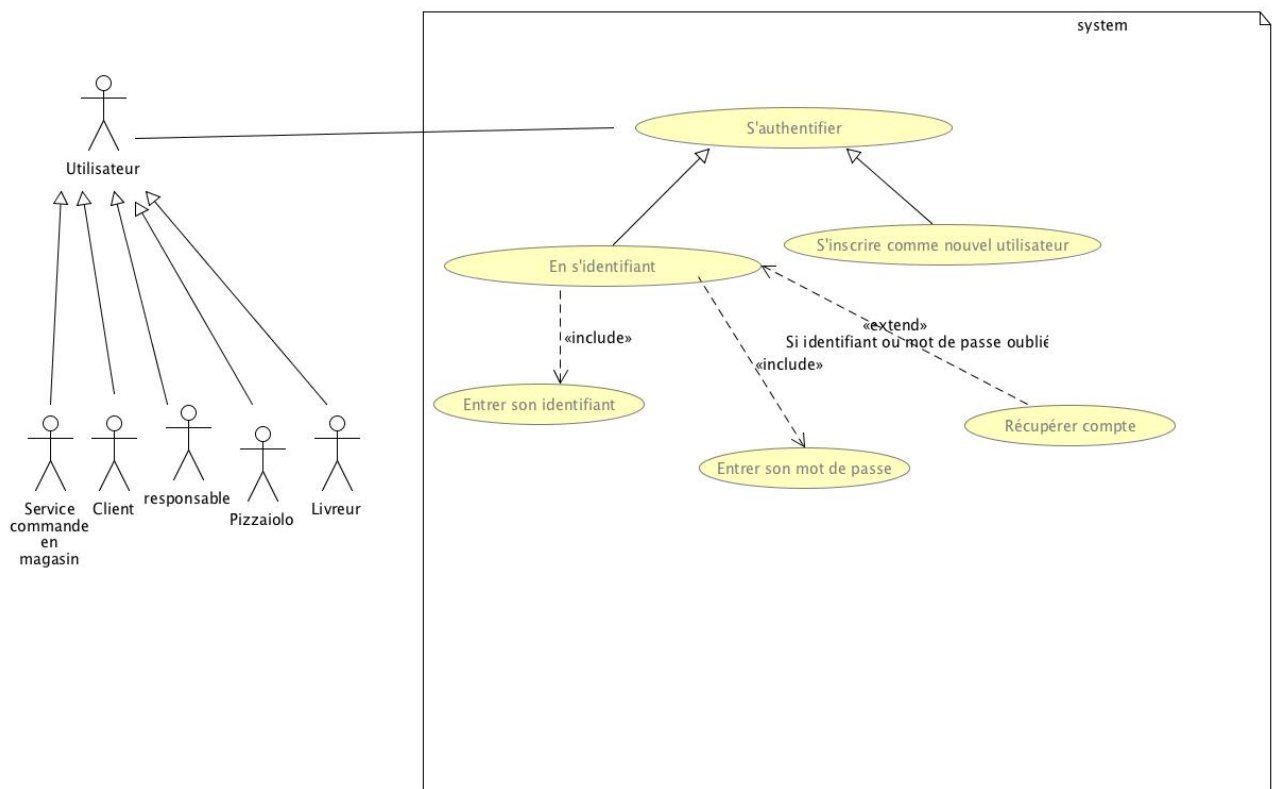 system
Utilisateur
S'authentifier
S'inscrire comme nouvel utilisateur
En s'identifiant
«include»
«extend»
Si identifiant ou mot de passe oublié
«include»
Entrer son identifiant
Récupérer compte
Entrer son mot de passe
Service
commande
en
magasin
Client
responsable
Pizzaiolo
Livreur